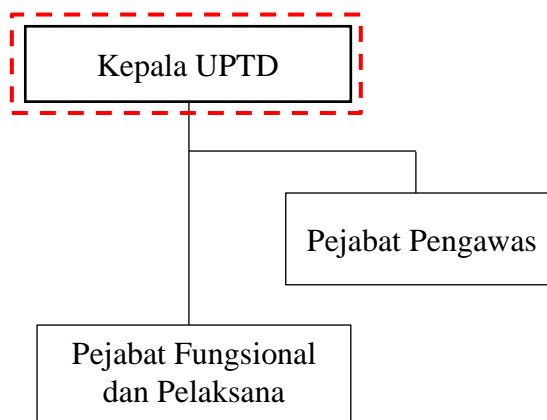 Kepala UPTD
Pejabat Pengawas
Pejabat Fungsional
dan Pelaksana